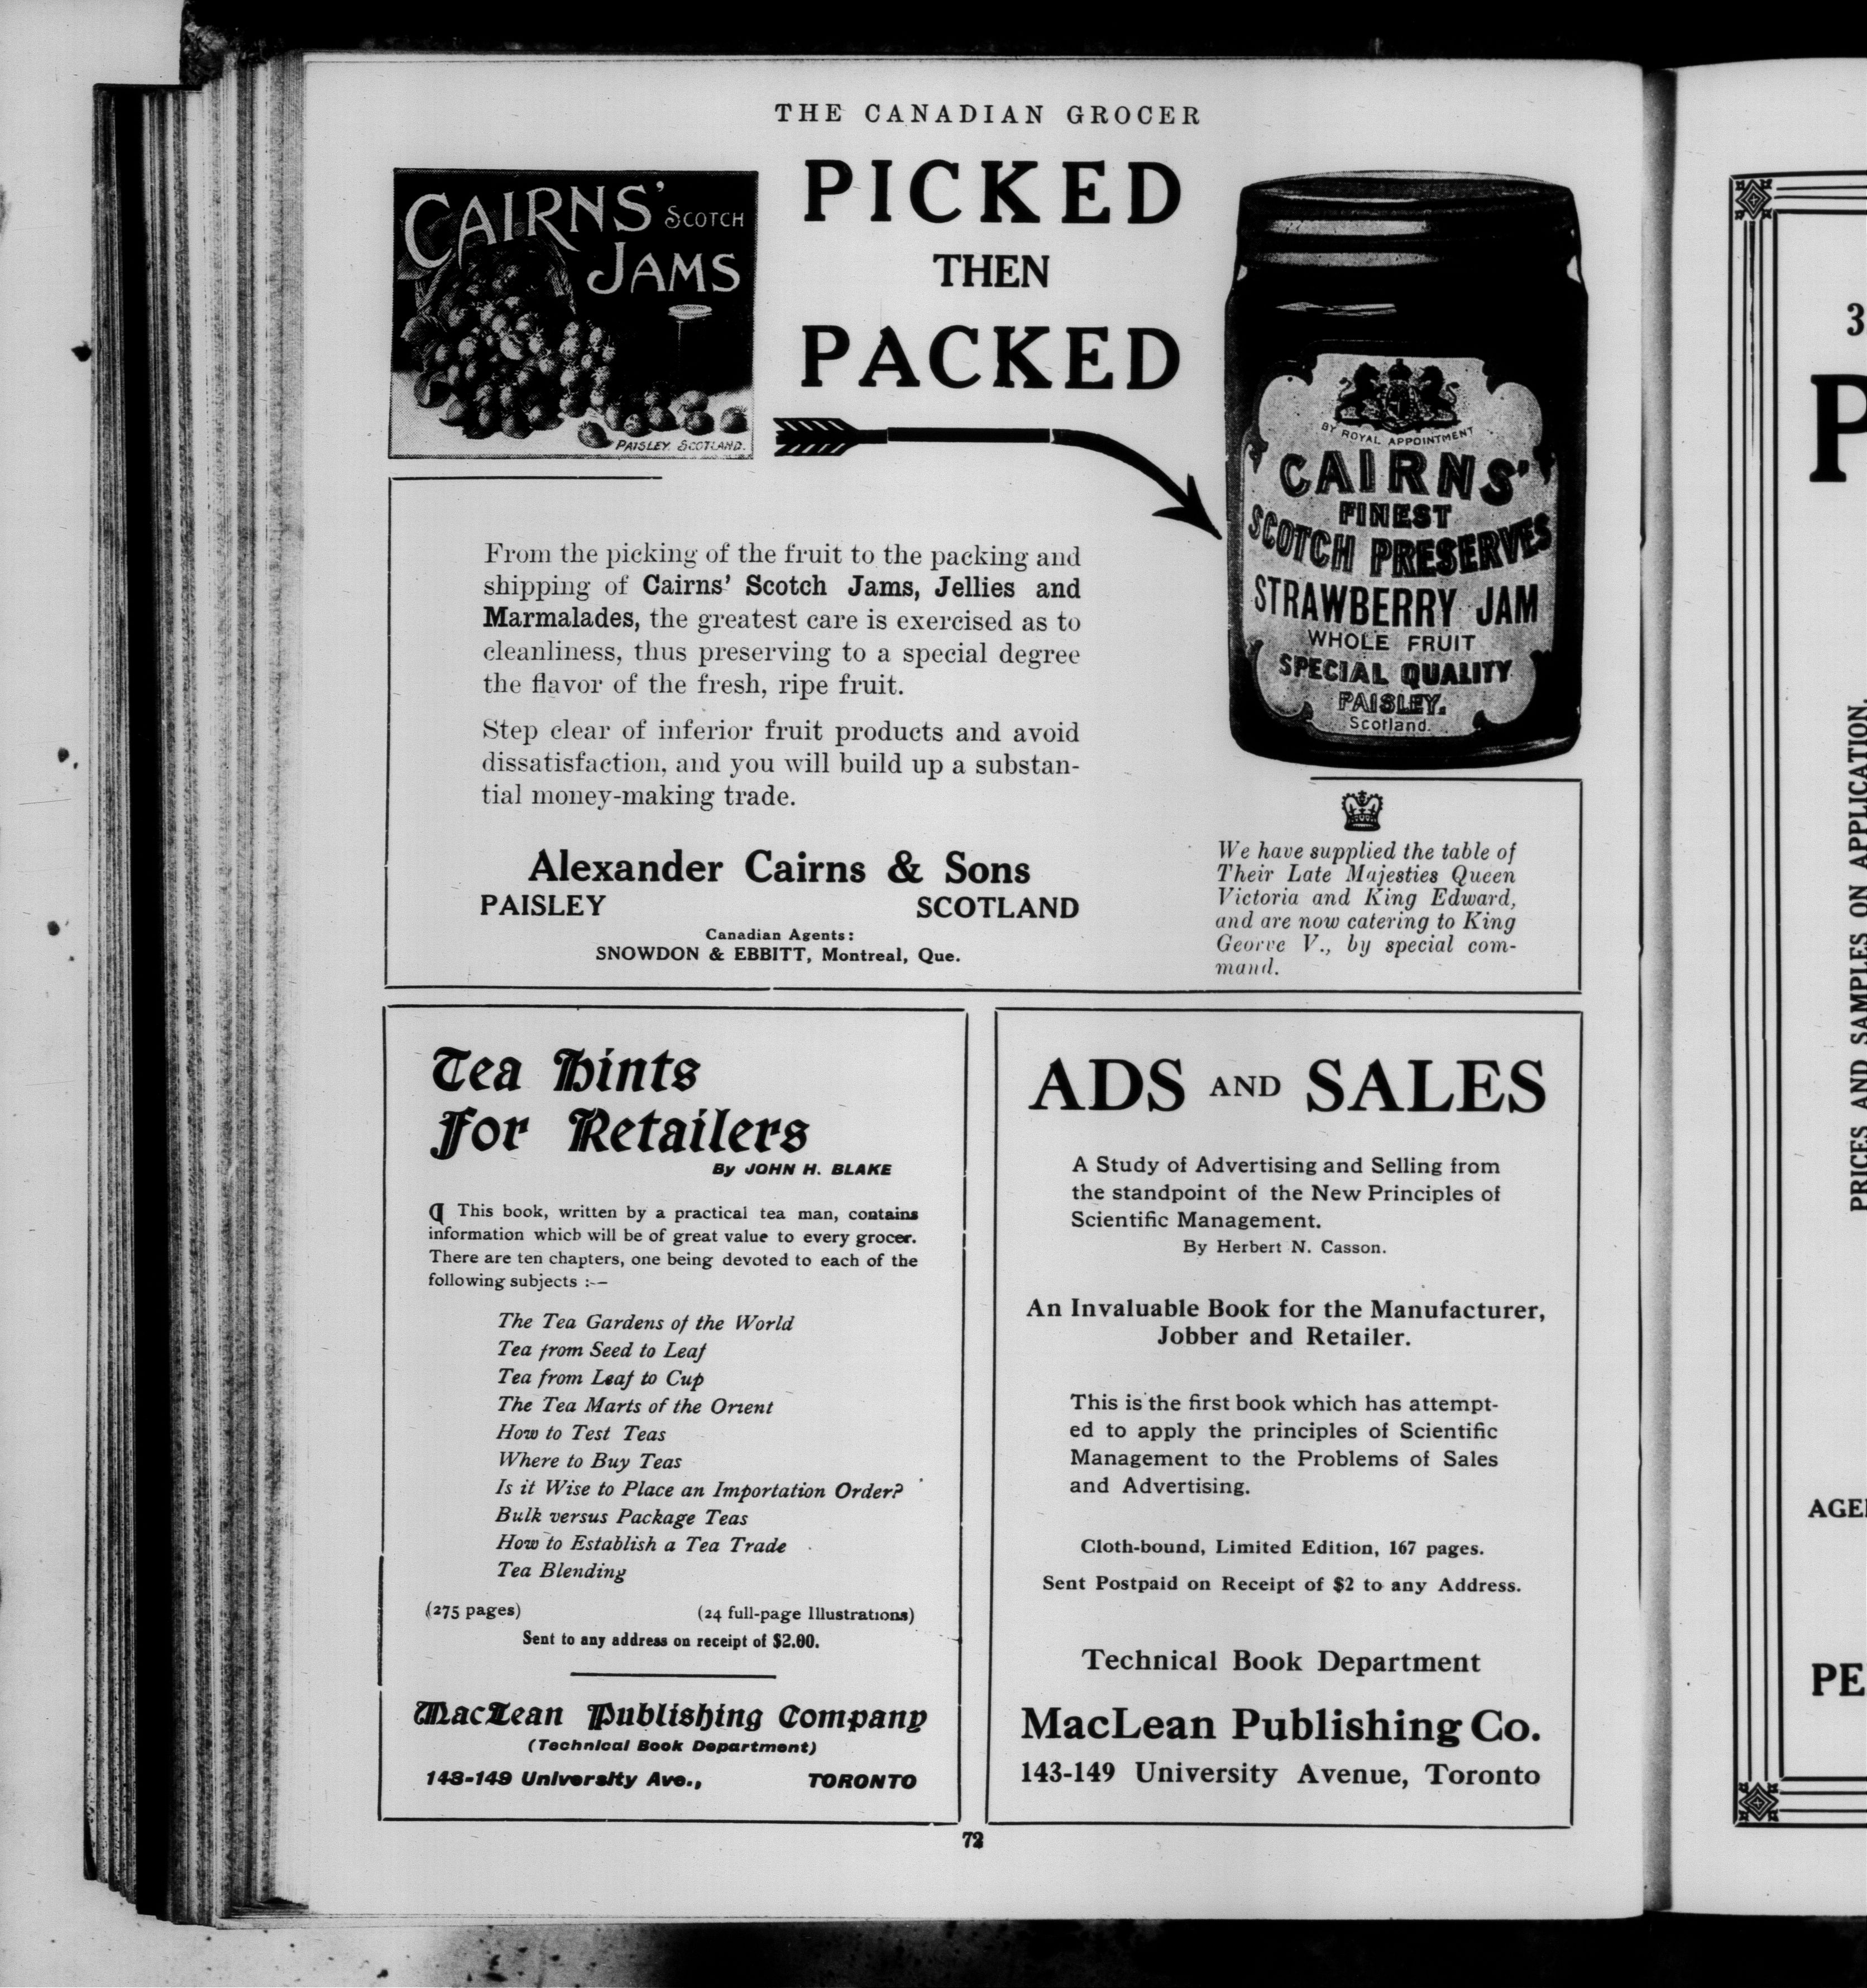 THE CANADIAN GROCER
CAIRNS' SCOTCH
JAMS
PAISLEY. SCOTLAND.
PICKED
THEN
PACKED
BY ROYAL APPOINTMENT
CAIRNS'
FINEST
SCOTCH PRESERVES
STRAWBERRY JAM
WHOLE FRUIT
SPECIAL QUALITY
PAISLEY.
Scotland.
From the picking of the fruit to the packing and
shipping of Cairns' Scotch Jams, Jellies and
Marmalades, the greatest care is exercised as to
cleanliness, thus preserving to a special degree
the flavor of the fresh, ripe fruit.
Step clear of inferior fruit products and avoid
dissatisfaction, and you will build up a substan-
tial money-making trade.
Alexander Cairns & Sons
PAISLEY SCOTLAND
Canadian Agents:
SNOWDON & EBBITT, Montreal, Que.
We have supplied the table of
Their Late Majesties Queen
Victoria and King Edward,
and are now catering to King
George V., by special com-
mand.
Tea Hints
for Retailers
By JOHN H. BLAKE
¶ This book, written by a practical tea man, contains
information which will be of great value to every grocer.
There are ten chapters, one being devoted to each of the
following subjects :--
The Tea Gardens of the World
Tea from Seed to Leaf
Tea from Leaf to Cup
The Tea Marts of the Orient
How to Test Teas
Where to Buy Teas
Is it Wise to Place an Importation Order?
Bulk versus Package Teas
How to Establish a Tea Trade
Tea Blending
(275 pages) (24 full-page Illustrations)
Sent to any address on receipt of $2.00.
MacLean Publishing Company
(Technical Book Department)
143-149 University Ave., TORONTO
ADS AND SALES
A Study of Advertising and Selling from
the standpoint of the New Principles of
Scientific Management.
By Herbert N. Casson.
An Invaluable Book for the Manufacturer,
Jobber and Retailer.
This is the first book which has attempt-
ed to apply the principles of Scientific
Management to the Problems of Sales
and Advertising.
Cloth-bound, Limited Edition, 167 pages.
Sent Postpaid on Receipt of $2 to any Address.
Technical Book Department
MacLean Publishing Co.
143-149 University Avenue, Toronto
72
3
P
PRICES AND SAMPLES ON APPLICATION.
AGE
PE